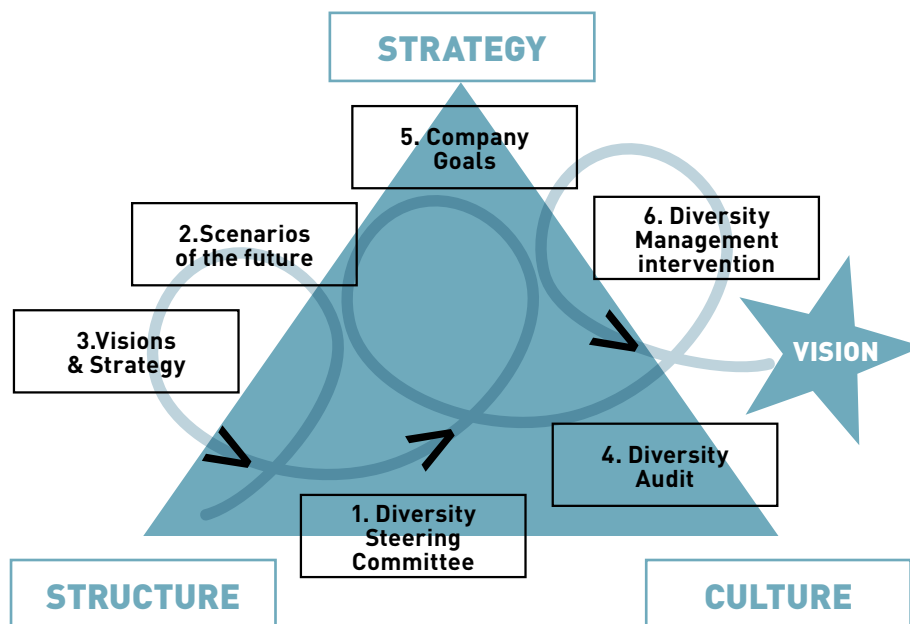 STRATEGY
5. Company
Goals
2.Scenarios
of the future
6. Diversity
Management
intervention
3.Visions
& Strategy
VISION
4. Diversity
Audit
1. Diversity
Steering
Committee
STRUCTURE
CULTURE